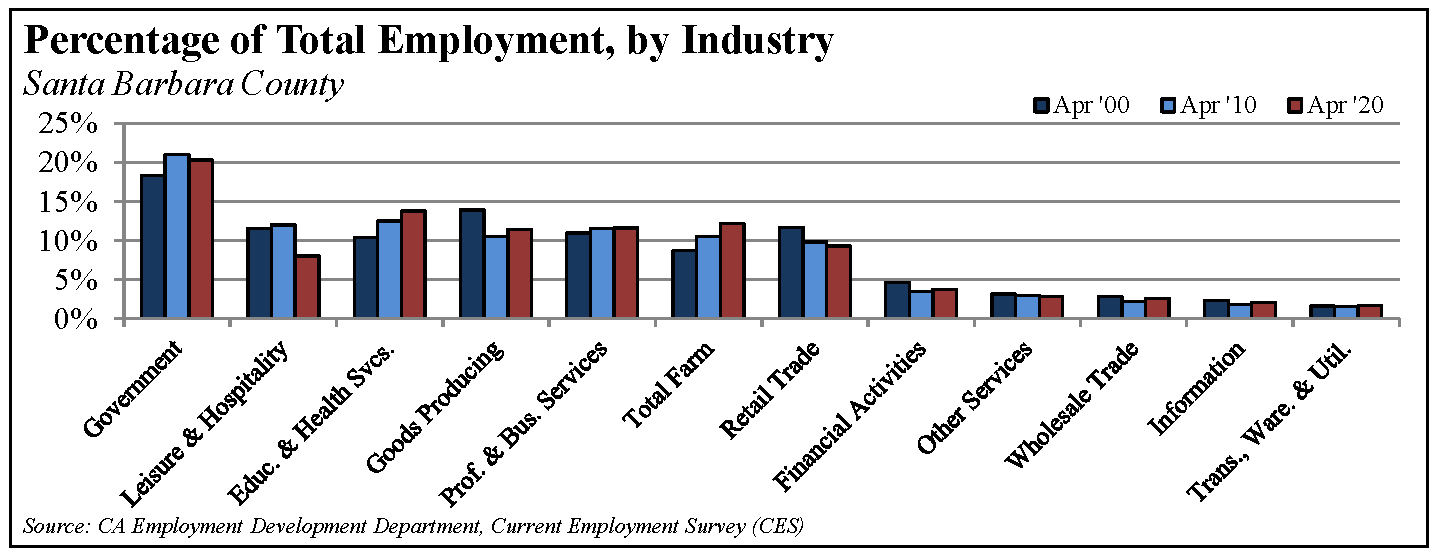 Percentage of Total Employment, by Industry
Santa Barbara County
Apr '00 Apr '10 Apr '20
25%
20%
15%
10%
5%
0%
Government
Leisure & Hospitality
Educ. & Health Svcs.
Goods Producing
Prof. & Bus. Services
Total Farm
Retail Trade
Financial Activities
Other Services
Wholesale Trade
Information
Trans., Ware. & Util.
Source: CA Employment Development Department, Current Employment Survey (CES)